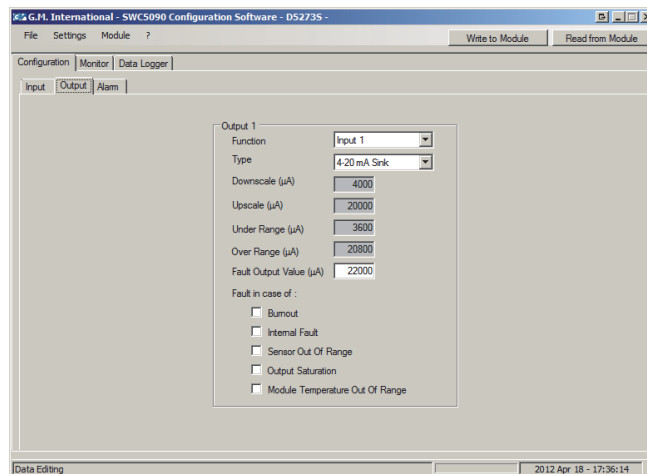 G.M. International - SWC5090 Configuration Software - D5273S -
File Settings Module ?
Write to Module Read from Module
Configuration Monitor Data Logger
Input Output Alarm
Output 1
Function Input 1
Type 4-20 mA Sink
Downscale (µA) 4000
Upscale (µA) 20000
Under Range (µA) 3600
Over Range (µA) 20800
Fault Output Value (µA) 22000
Fault in case of :
Burnout
Internal Fault
Sensor Out Of Range
Output Saturation
Module Temperature Out Of Range
Data Editing 2012 Apr 18 - 17:36:14